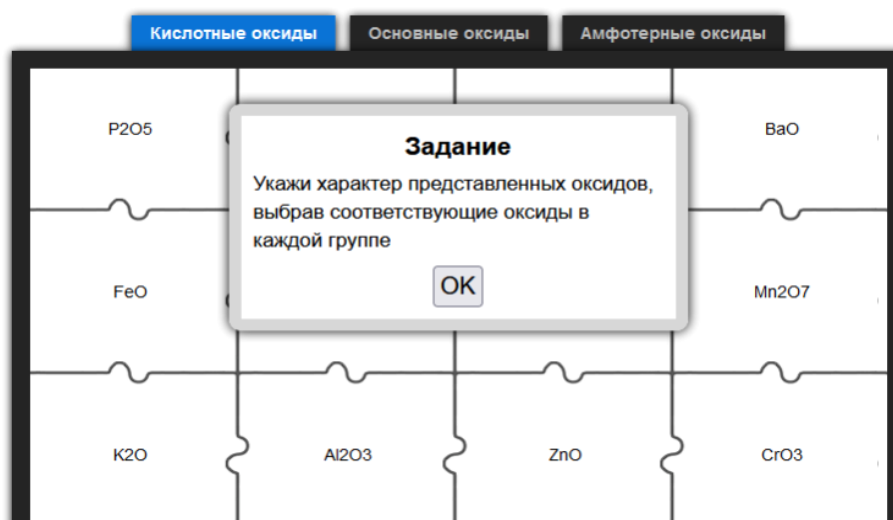 Кислотные оксиды Основные оксиды Амфотерные оксиды
P2O5 BaO
Задание
Укажи характер представленных оксидов,
выбрав соответствующие оксиды в
каждой группе
OK
FeO Mn2O7
K2O Al2O3 ZnO CrO3